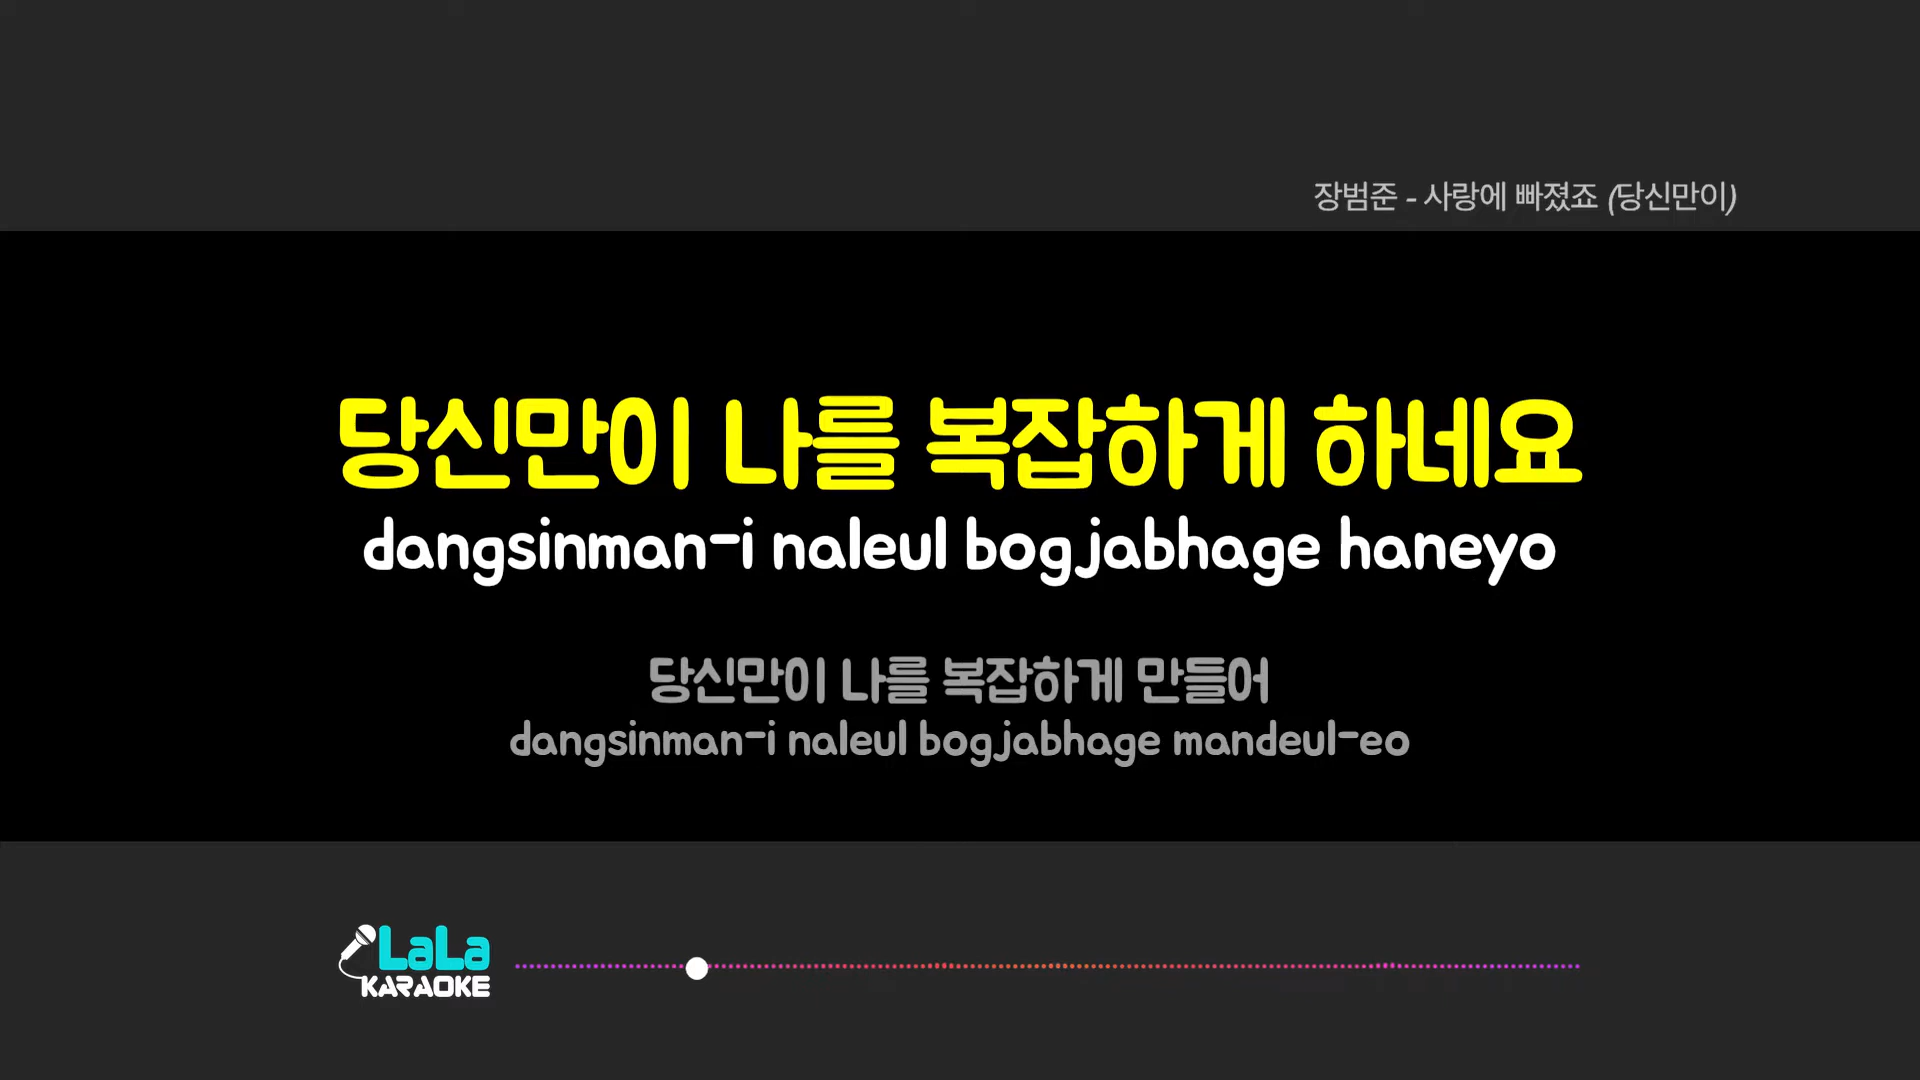 장범준 - 사랑에 빠졌죠 (당신만이)
당신만이 나를 복잡하게 하네요
dangsinman-i naleul bogjabhage haneyo
당신만이 나를 복잡하게 만들어
dangsinman-i naleul bogjabhage mandeul-eo
LaLa
KARAOKE